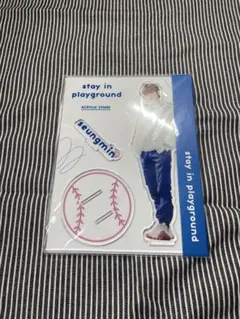 stay in
playground
ACRYLIC STAND
seungmin
stay in playground